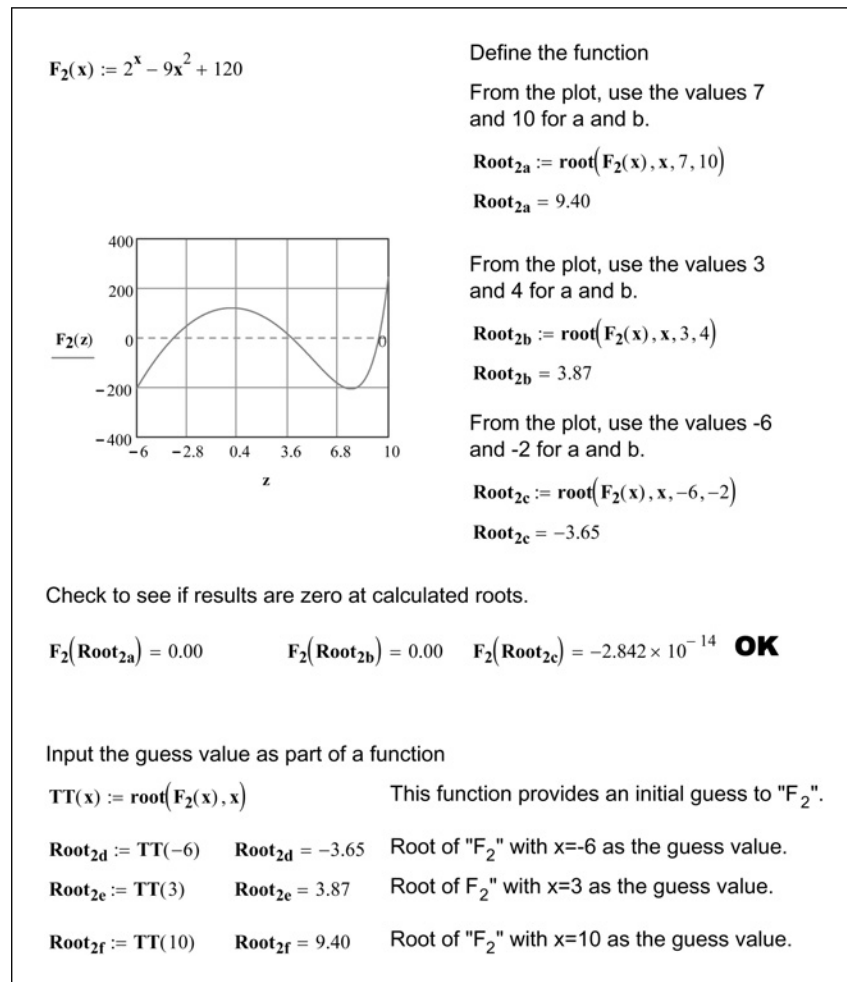 F₂(x) := 2ˣ − 9x² + 120
Define the function
From the plot, use the values 7
and 10 for a and b.
Root₂ₐ := root(F₂(x), x, 7, 10)
Root₂ₐ = 9.40
400
200
0
−200
−400
F₂(z)
0
−6 −2.8 0.4 3.6 6.8 10
z
From the plot, use the values 3
and 4 for a and b.
Root2b := root(F₂(x), x, 3, 4)
Root2b = 3.87
From the plot, use the values -6
and -2 for a and b.
Root2c := root(F₂(x), x, −6, −2)
Root2c = −3.65
Check to see if results are zero at calculated roots.
F₂(Root₂ₐ) = 0.00 F₂(Root2b) = 0.00 F₂(Root2c) = −2.842 × 10⁻¹⁴ OK
Input the guess value as part of a function
TT(x) := root(F₂(x), x) This function provides an initial guess to "F₂".
Root2d := TT(−6) Root2d = −3.65 Root of "F₂" with x=-6 as the guess value.
Root2e := TT(3) Root2e = 3.87 Root of F₂" with x=3 as the guess value.
Root2f := TT(10) Root2f = 9.40 Root of "F₂" with x=10 as the guess value.